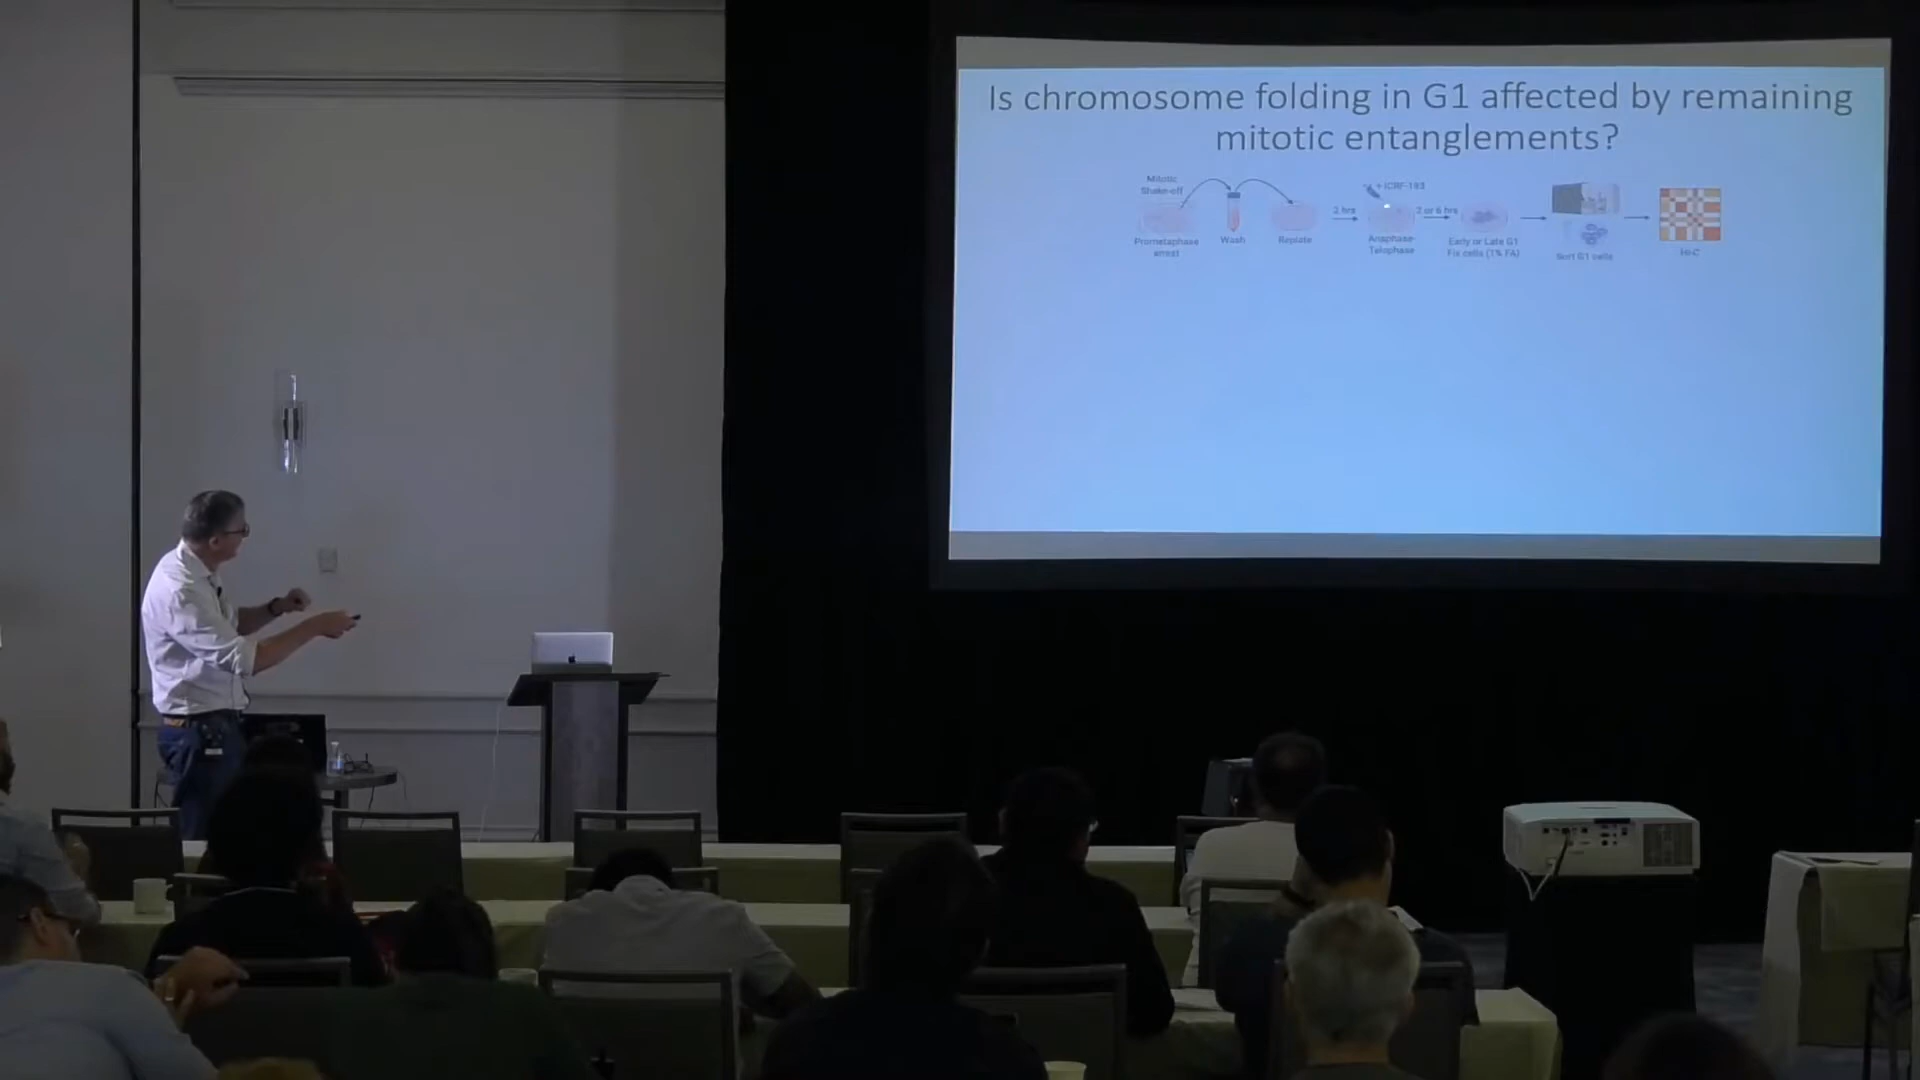 Is chromosome folding in G1 affected by remaining
mitotic entanglements?
Mitotic
Shake-off
+ ICRF-193
2 hrs
2 or 6 hrs
Prometaphase
arrest
Wash
Replate
Anaphase-
Telophase
Early or Late G1
Fix cells (1% FA)
Sort G1 cells
Hi-C